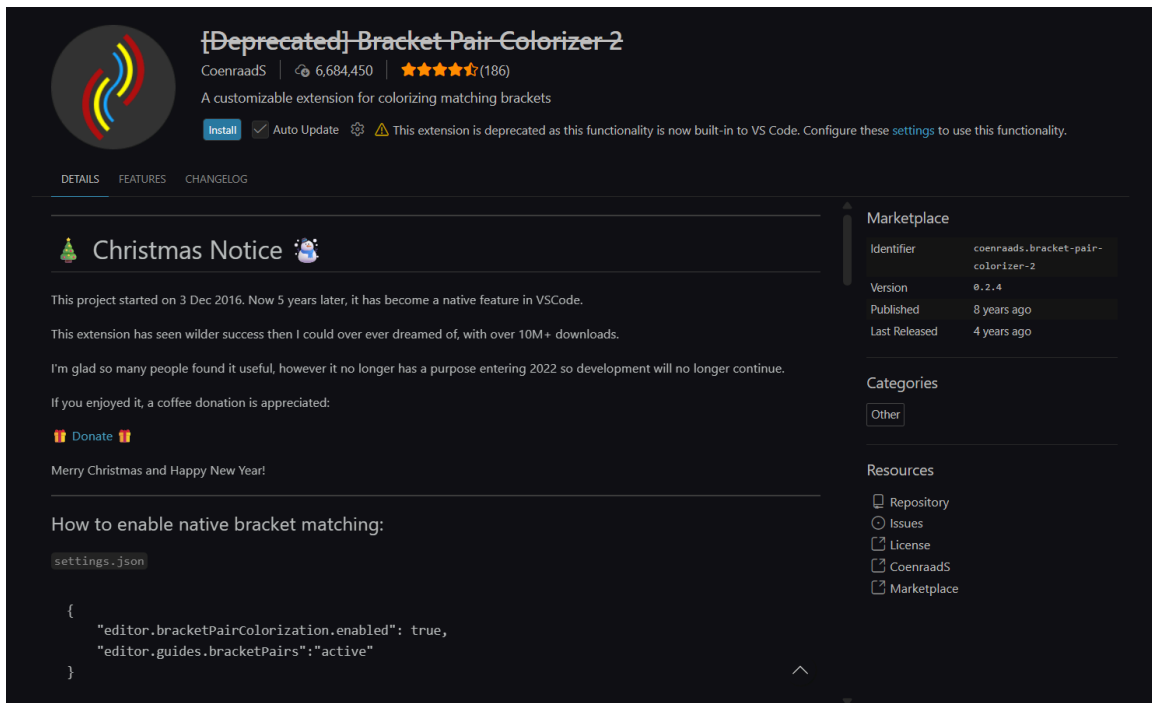 [Deprecated] Bracket Pair Colorizer 2
CoenraadS 6,684,450 (186)
A customizable extension for colorizing matching brackets
Install Auto Update This extension is deprecated as this functionality is now built-in to VS Code. Configure these settings to use this functionality.
DETAILS FEATURES CHANGELOG
Christmas Notice
This project started on 3 Dec 2016. Now 5 years later, it has become a native feature in VSCode.
This extension has seen wilder success then I could over ever dreamed of, with over 10M+ downloads.
I'm glad so many people found it useful, however it no longer has a purpose entering 2022 so development will no longer continue.
If you enjoyed it, a coffee donation is appreciated:
🎁 Donate 🎁
Merry Christmas and Happy New Year!
How to enable native bracket matching:
settings.json
{
    "editor.bracketPairColorization.enabled": true,
    "editor.guides.bracketPairs":"active"
}
Marketplace
Identifier coenraads.bracket-pair-
colorizer-2
Version 0.2.4
Published 8 years ago
Last Released 4 years ago
Categories
Other
Resources
Repository
Issues
License
CoenraadS
Marketplace